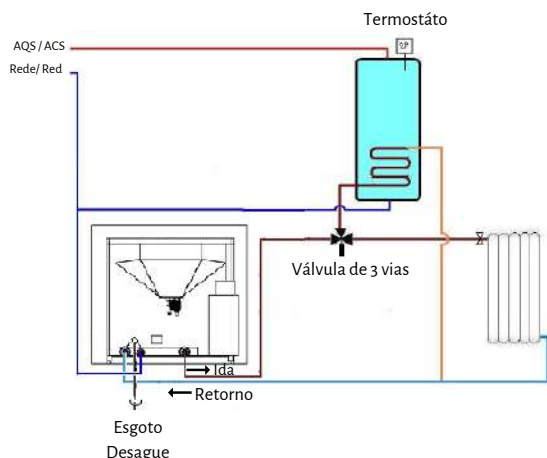 Termostáto
AQS / ACS
Rede/ Red
Válvula de 3 vias
Ida
Retorno
Esgoto
Desague